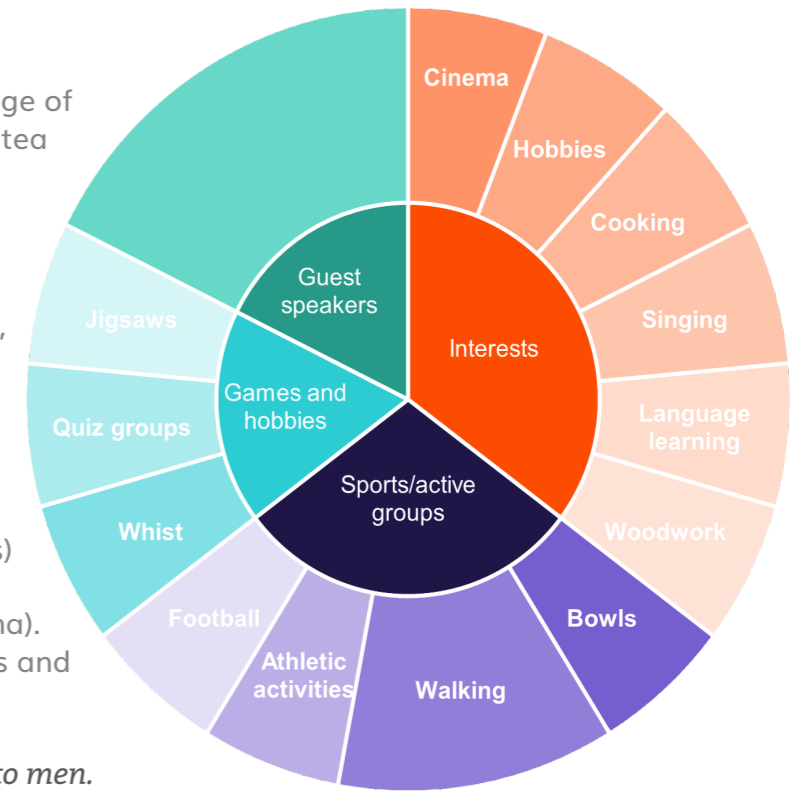 ge of
tea
,
s)
na).
s and
to men.
Cinema
Hobbies
Cooking
Singing
Language
learning
Woodwork
Bowls
Walking
Athletic
activities
Football
Whist
Quiz groups
Jigsaws
Guest
speakers
Interests
Games and
hobbies
Sports/active
groups